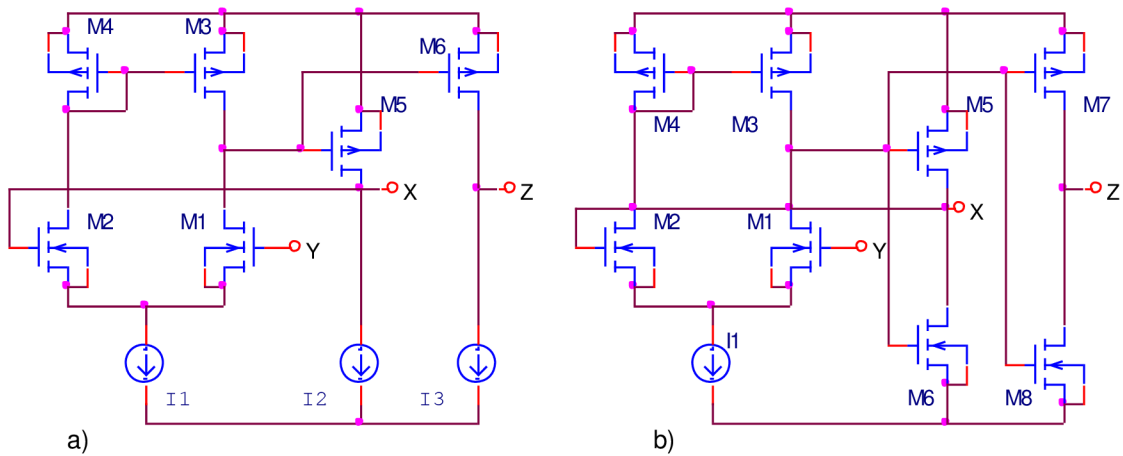 M4 M3 M6 M5
X Z
M2 M1 Y
I1 I2 I3
a)
M5 M7
M4 M3
Z
M2 M1 X
Y
I1
M6 M8
b)